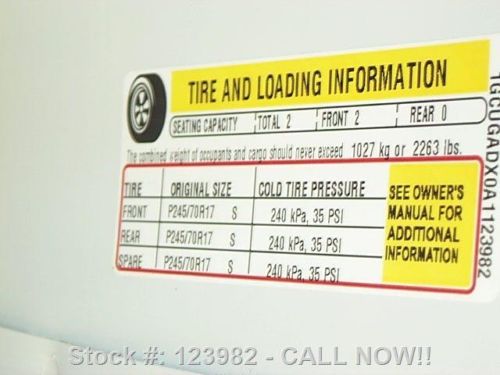 TIRE AND LOADING INFORMATION
SEATING CAPACITY TOTAL 2 FRONT 2 REAR 0
The combined weight of occupants and cargo should never exceed 1027 kg or 2263 lbs.
TIRE ORIGINAL SIZE COLD TIRE PRESSURE
FRONT P245/70R17 S 240 kPa, 35 PSI
REAR P245/70R17 S 240 kPa, 35 PSI
SPARE P245/70R17 S 240 kPa, 35 PSI
SEE OWNER'S
MANUAL FOR
ADDITIONAL
INFORMATION
Stock #: 123982 - CALL NOW!!